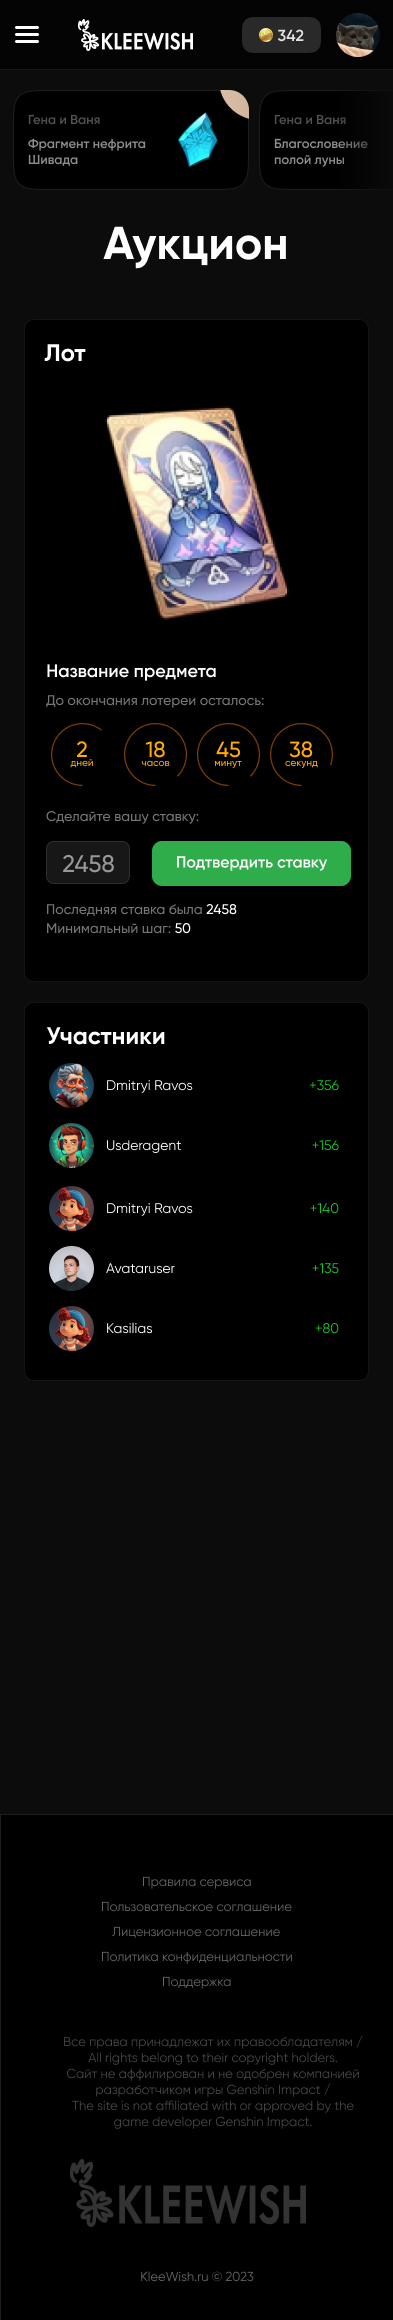 KLEEWISH
342
Гена и Ваня
Фрагмент нефрита
Шивада
Гена и Ваня
Благословение
полой луны
Аукцион
Лот
Название предмета
До окончания лотереи осталось:
2 18 45 38
дней часов минут секунд
Сделайте вашу ставку:
2458
Подтвердить ставку
Последняя ставка была 2458
Минимальный шаг: 50
Участники
Dmitryi Ravos +356
Usderagent +156
Dmitryi Ravos +140
Avataruser +135
Kasilias +80
Правила сервиса
Пользовательское соглашение
Лицензионное соглашение
Политика конфиденциальности
Поддержка
Все права принадлежат их правообладателям /
All rights belong to their copyright holders.
Сайт не аффилирован и не одобрен компанией
разработчиком игры Genshin Impact /
The site is not affiliated with or approved by the
game developer Genshin Impact.
KLEEWISH
KleeWish.ru © 2023